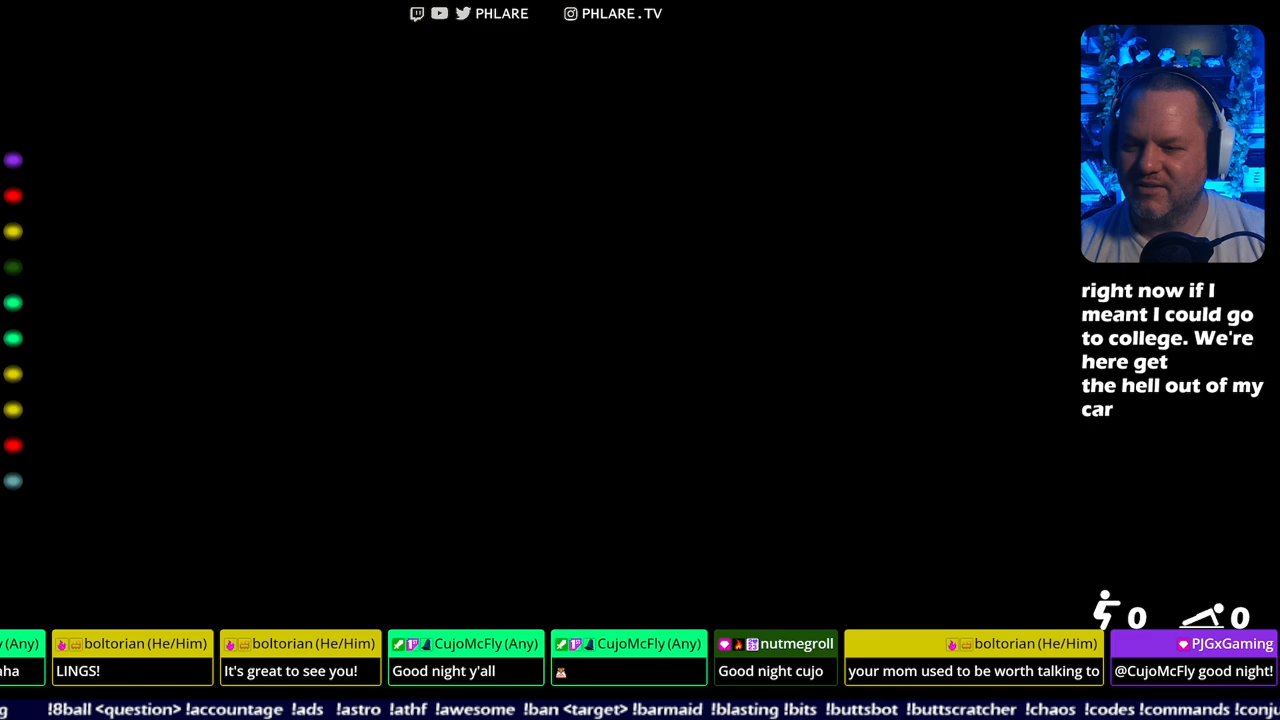 PHLARE PHLARE.TV
right now if I
meant I could go
to college. We're
here get
the hell out of my
car
0 0
y (Any) boltorian (He/Him) boltorian (He/Him) CujoMcFly (Any) CujoMcFly (Any) nutmegroll boltorian (He/Him) PJGxGaming
aha LINGS! It's great to see you! Good night y'all Good night cujo your mom used to be worth talking to @CujoMcFly good night!
g !8ball <question> !accountage !ads !astro !athf !awesome !ban <target> !barmaid !blasting !bits !buttsbot !buttscratcher !chaos !codes !commands !conju